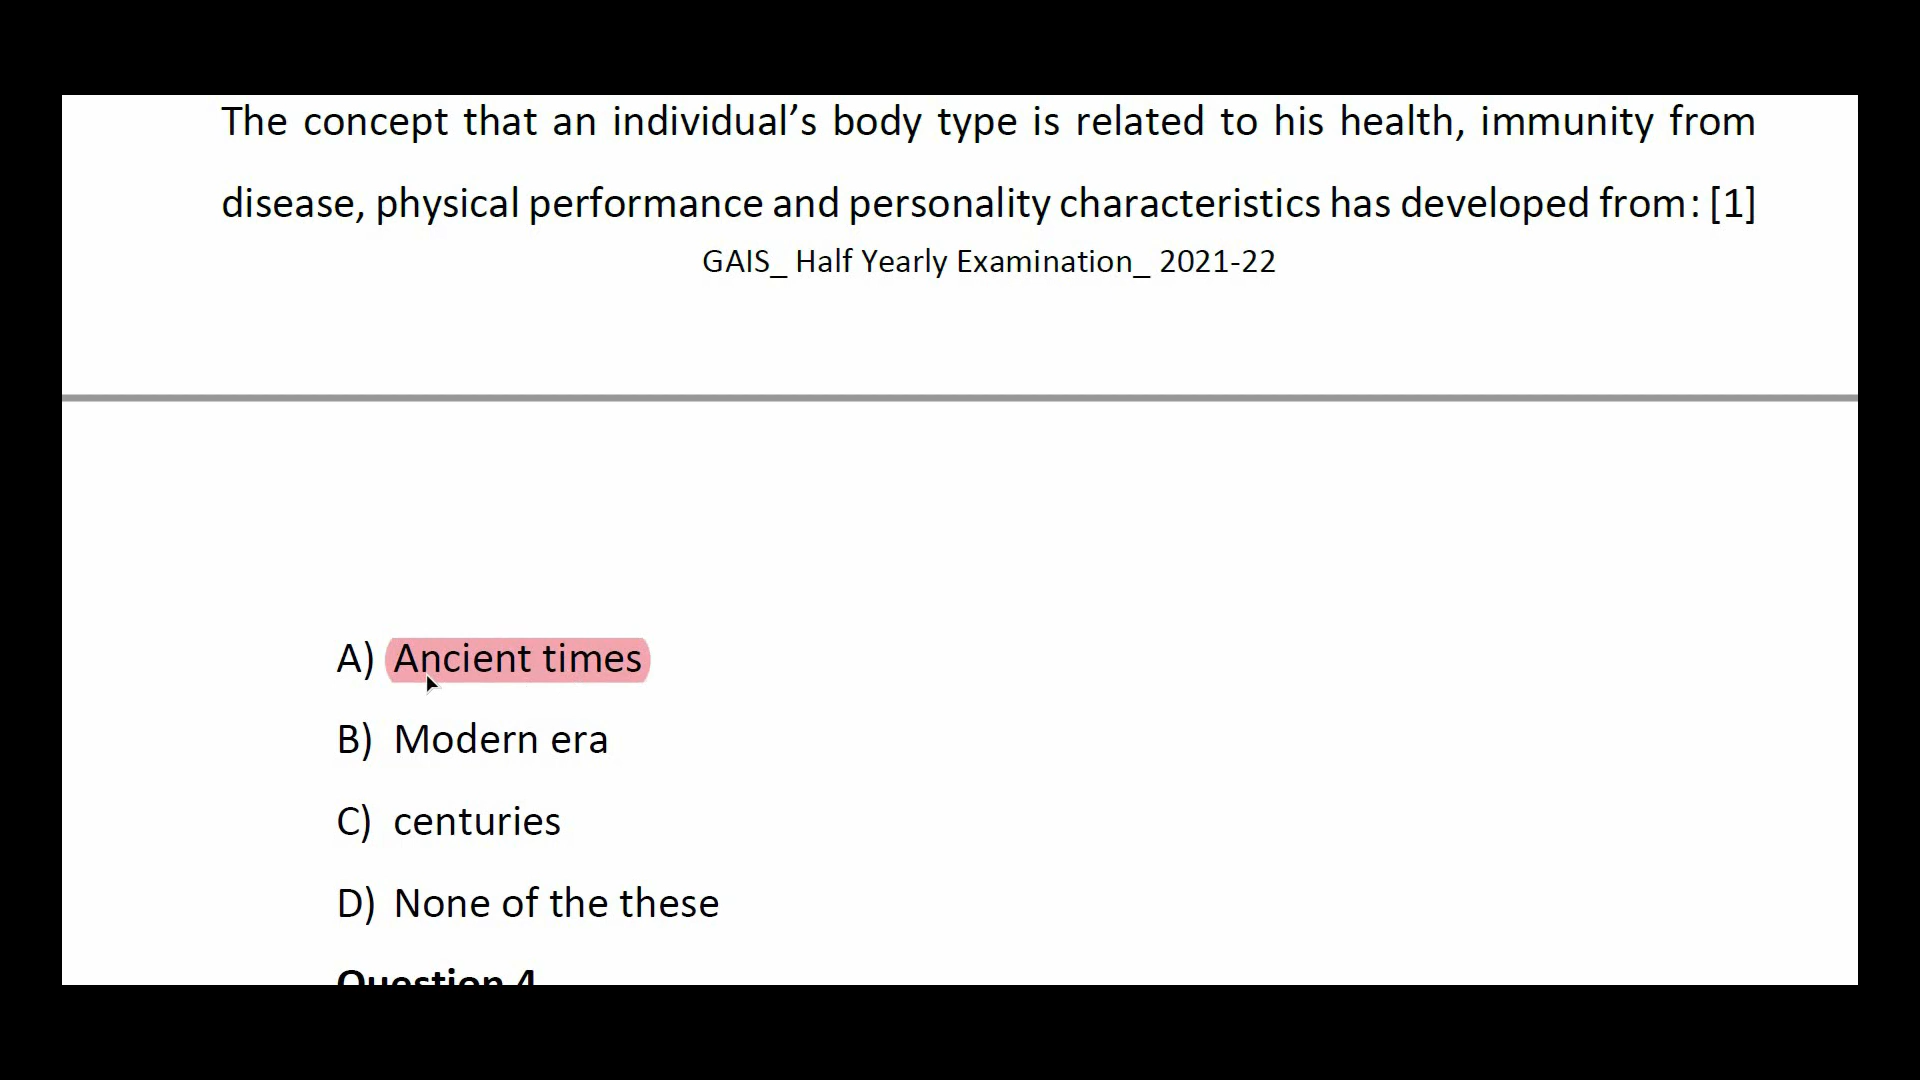 The concept that an individual’s body type is related to his health, immunity from
disease, physical performance and personality characteristics has developed from: [1]
GAIS_ Half Yearly Examination_ 2021-22
A) Ancient times
B) Modern era
C) centuries
D) None of the these
Question 4